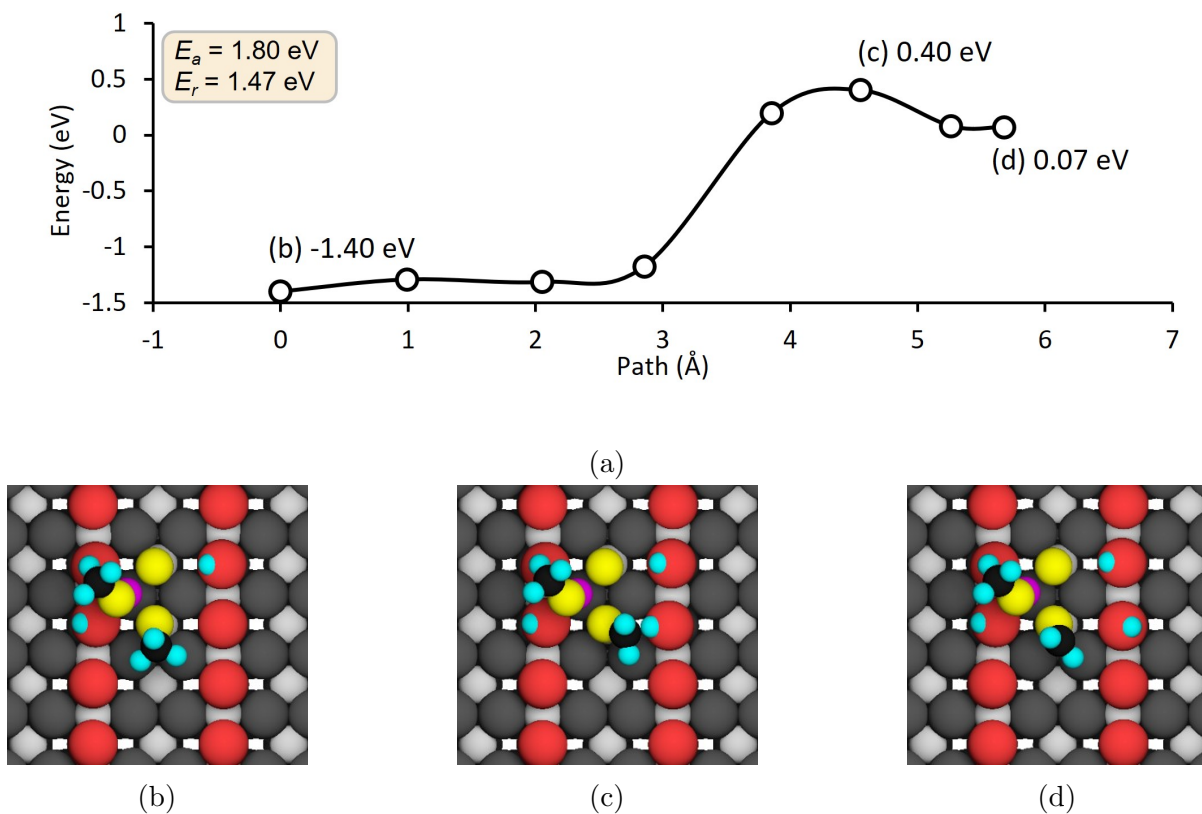 1
0.5
0
-0.5
-1
-1.5
Energy (eV)
Ea = 1.80 eV
Er = 1.47 eV
(b) -1.40 eV
(c) 0.40 eV
(d) 0.07 eV
-1 0 1 2 3 4 5 6 7
Path (Å)
(a)
(b) (c) (d)